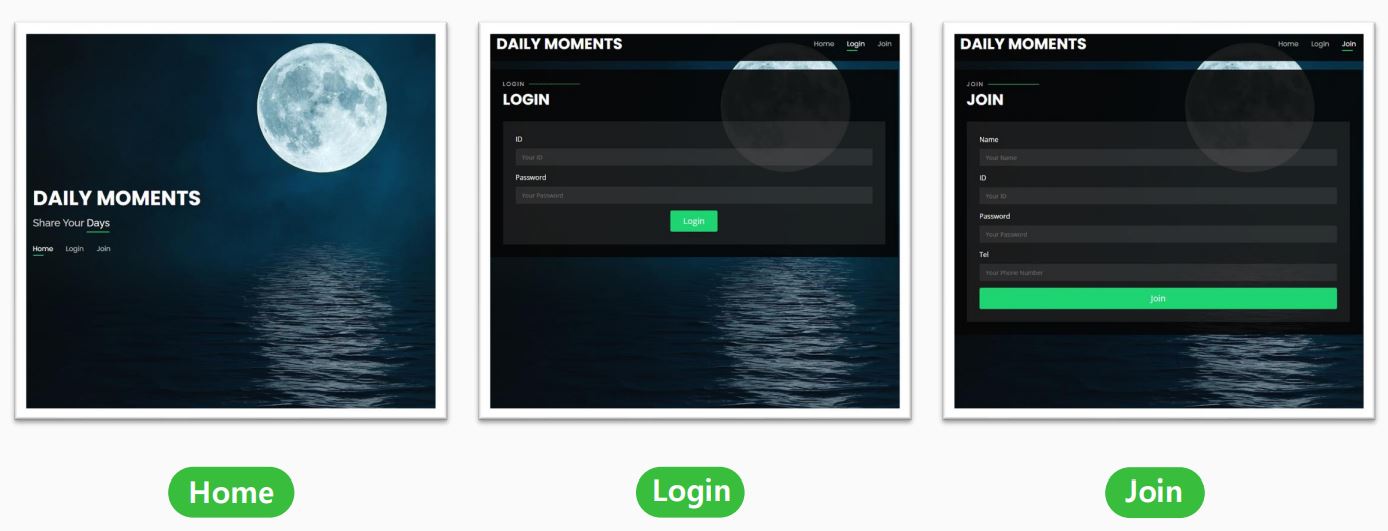 DAILY MOMENTS
Share Your Days
Home Login Join
DAILY MOMENTS
Home Login Join
LOGIN
LOGIN
ID
Your ID
Password
Your Password
Login
DAILY MOMENTS
Home Login Join
JOIN
JOIN
Name
Your Name
ID
Your ID
Password
Your Password
Tel
Your Phone Number
Join
Home
Login
Join